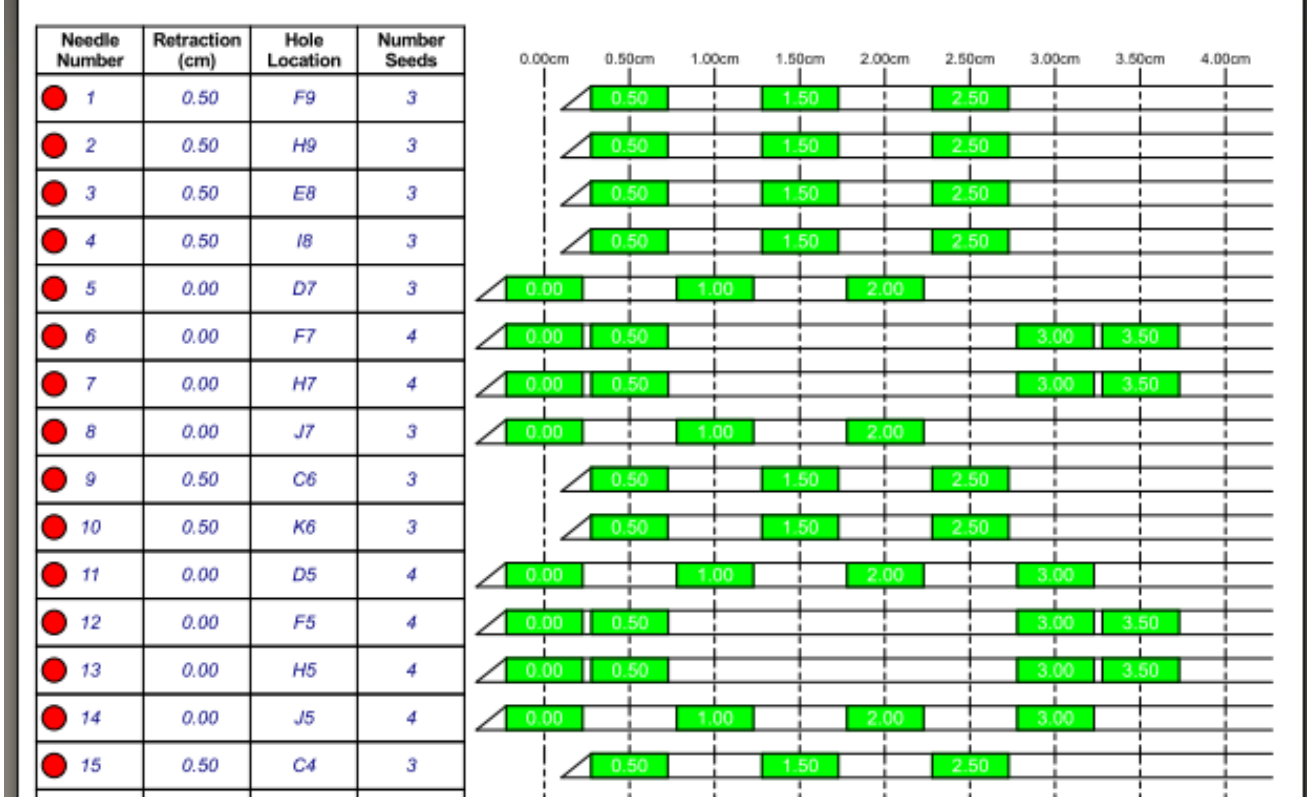 Needle Number Retraction (cm) Hole Location Number Seeds
0.00cm 0.50cm 1.00cm 1.50cm 2.00cm 2.50cm 3.00cm 3.50cm 4.00cm
1 0.50 F9 3 0.50 1.50 2.50
2 0.50 H9 3 0.50 1.50 2.50
3 0.50 E8 3 0.50 1.50 2.50
4 0.50 I8 3 0.50 1.50 2.50
5 0.00 D7 3 0.00 1.00 2.00
6 0.00 F7 4 0.00 0.50 3.00 3.50
7 0.00 H7 4 0.00 0.50 3.00 3.50
8 0.00 J7 3 0.00 1.00 2.00
9 0.50 C6 3 0.50 1.50 2.50
10 0.50 K6 3 0.50 1.50 2.50
11 0.00 D5 4 0.00 1.00 2.00 3.00
12 0.00 F5 4 0.00 0.50 3.00 3.50
13 0.00 H5 4 0.00 0.50 3.00 3.50
14 0.00 J5 4 0.00 1.00 2.00 3.00
15 0.50 C4 3 0.50 1.50 2.50